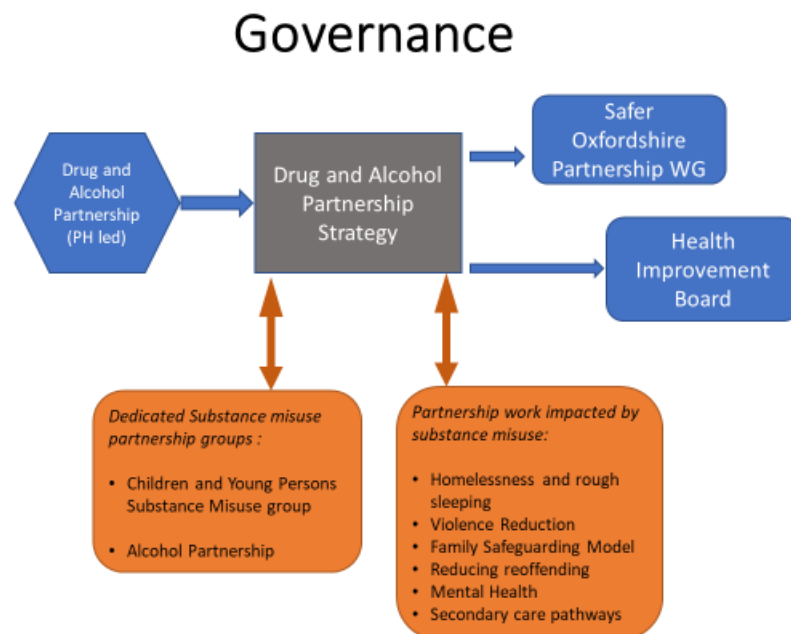 Governance
Drug and
Alcohol
Partnership
(PH led)
Drug and Alcohol
Partnership
Strategy
Safer
Oxfordshire
Partnership WG
Health
Improvement
Board
Dedicated Substance misuse
partnership groups :
• Children and Young Persons
Substance Misuse group
• Alcohol Partnership
Partnership work impacted by
substance misuse:
• Homelessness and rough
sleeping
• Violence Reduction
• Family Safeguarding Model
• Reducing reoffending
• Mental Health
• Secondary care pathways